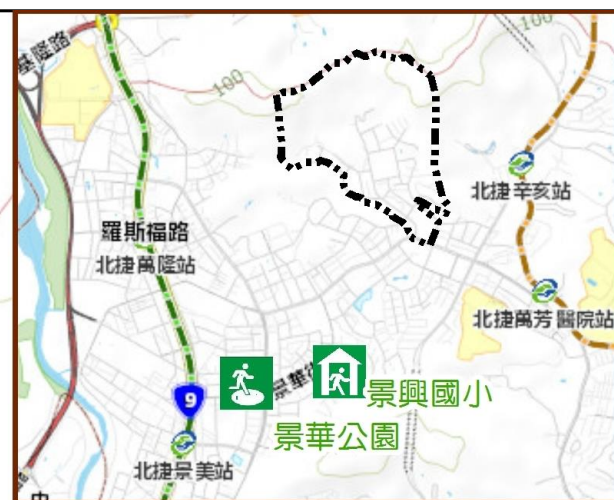 基隆路
100
100
北捷辛亥站
羅斯福路
北捷萬隆站
北捷萬芳醫院站
景華街
9
景興國小
景華公園
北捷景美站
中